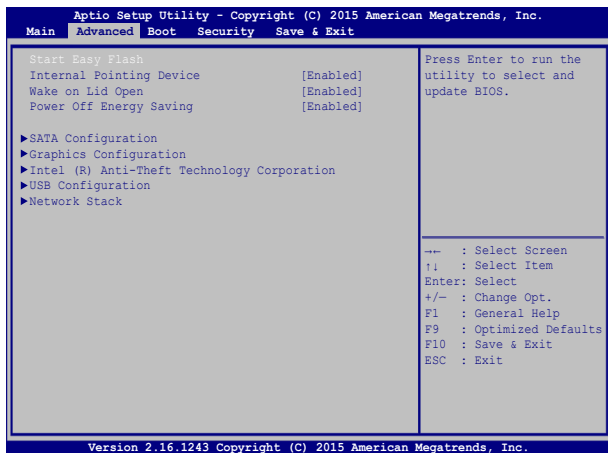 Aptio Setup Utility - Copyright (C) 2015 American Megatrends, Inc.
Main Advanced Boot Security Save & Exit
Start Easy Flash
Internal Pointing Device [Enabled]
Wake on Lid Open [Enabled]
Power Off Energy Saving [Enabled]
▶SATA Configuration
▶Graphics Configuration
▶Intel (R) Anti-Theft Technology Corporation
▶USB Configuration
▶Network Stack
Press Enter to run the
utility to select and
update BIOS.
→← : Select Screen
↑↓ : Select Item
Enter: Select
+/— : Change Opt.
F1 : General Help
F9 : Optimized Defaults
F10 : Save & Exit
ESC : Exit
Version 2.16.1243 Copyright (C) 2015 American Megatrends, Inc.